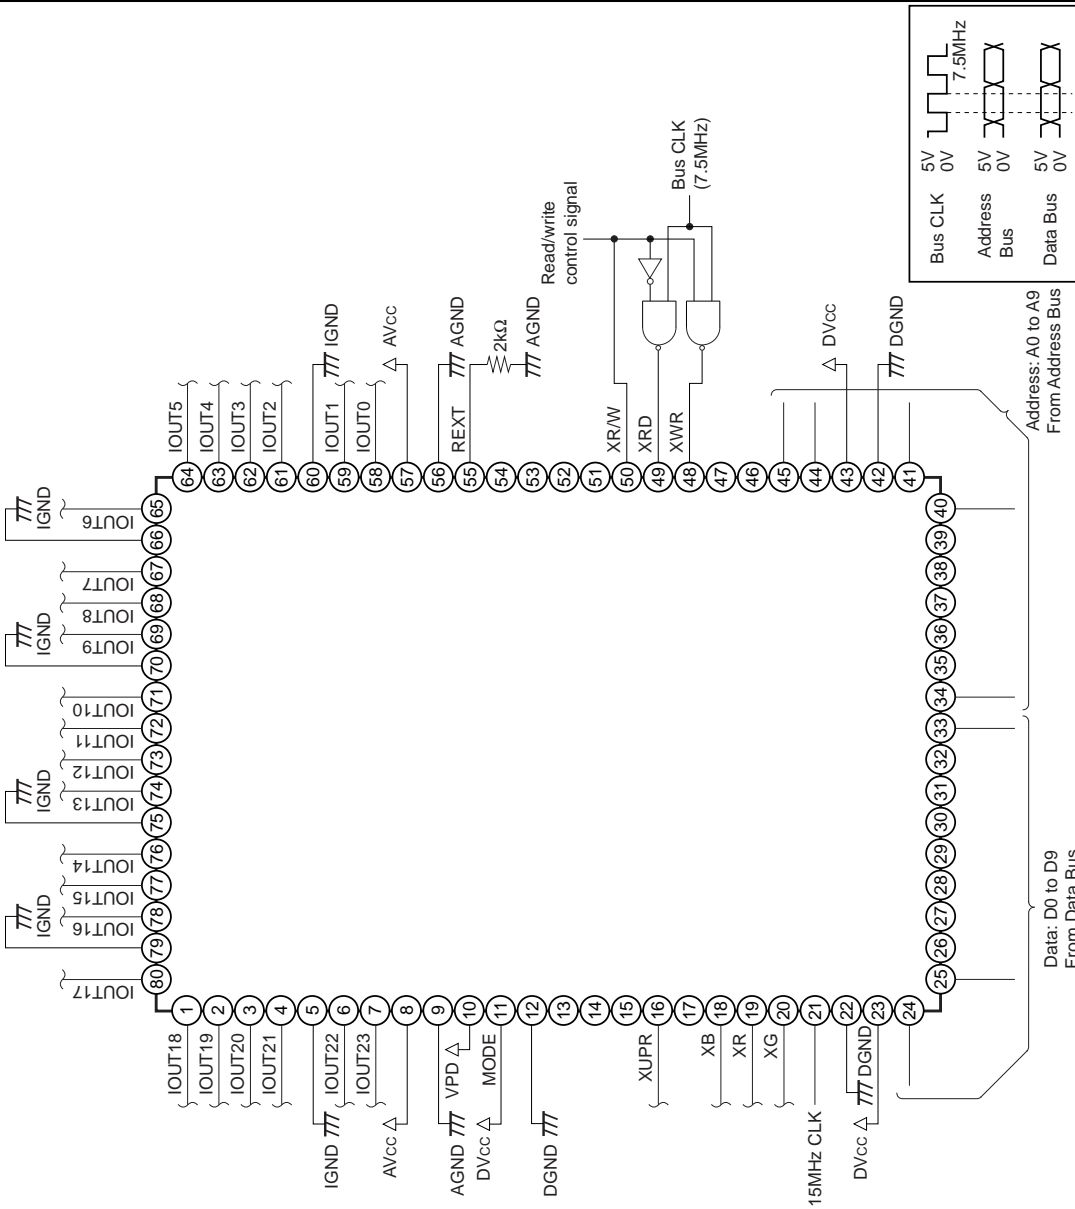 Bus CLK
5V
0V
7.5MHz
Address
Bus
5V
0V
Data Bus
5V
0V
Read/write
control signal
Bus CLK
(7.5MHz)
IOUT5
IOUT4
IOUT3
IOUT2
IGND
IOUT1
IOUT0
AVcc
AGND
REXT
2kΩ
AGND
XR/W
XRD
XWR
DVcc
DGND
Address: A0 to A9
From Address Bus
64
63
62
61
60
59
58
57
56
55
54
53
52
51
50
49
48
47
46
45
44
43
42
41
IGND
IOUT6
IOUT7
IOUT8
IGND
IOUT9
IOUT10
IOUT11
IOUT12
IGND
IOUT13
IOUT14
IOUT15
IGND
IOUT16
IOUT17
65
66
67
68
69
70
71
72
73
74
75
76
77
78
79
80
40
39
38
37
36
35
34
33
32
31
30
29
28
27
26
25
1
2
3
4
5
6
7
8
9
10
11
12
13
14
15
16
17
18
19
20
21
22
23
24
IOUT18
IOUT19
IOUT20
IOUT21
IGND
IOUT22
IOUT23
AVcc
AGND
VPD
DVcc
MODE
DGND
XUPR
XB
XR
XG
15MHz CLK
DGND
DVcc
Data: D0 to D9
From Data Bus